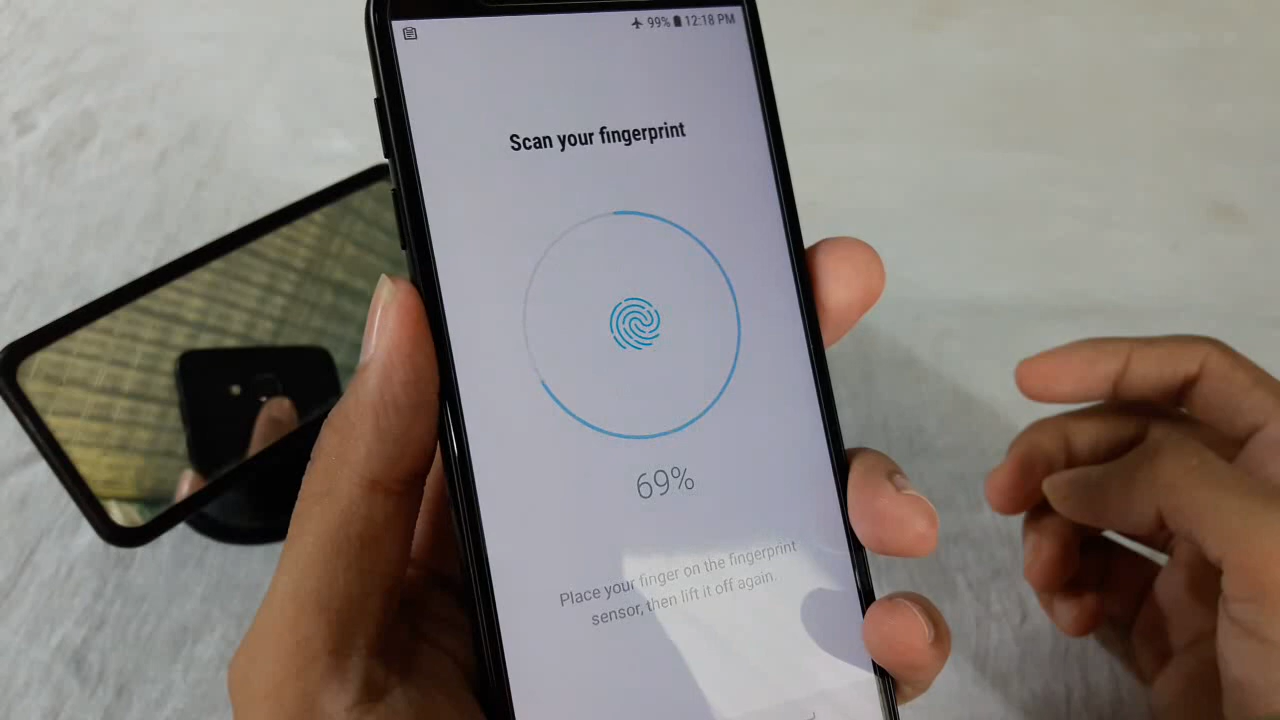 99% 12:18 PM
Scan your fingerprint
69%
Place your finger on the fingerprint
sensor, then lift it off again.